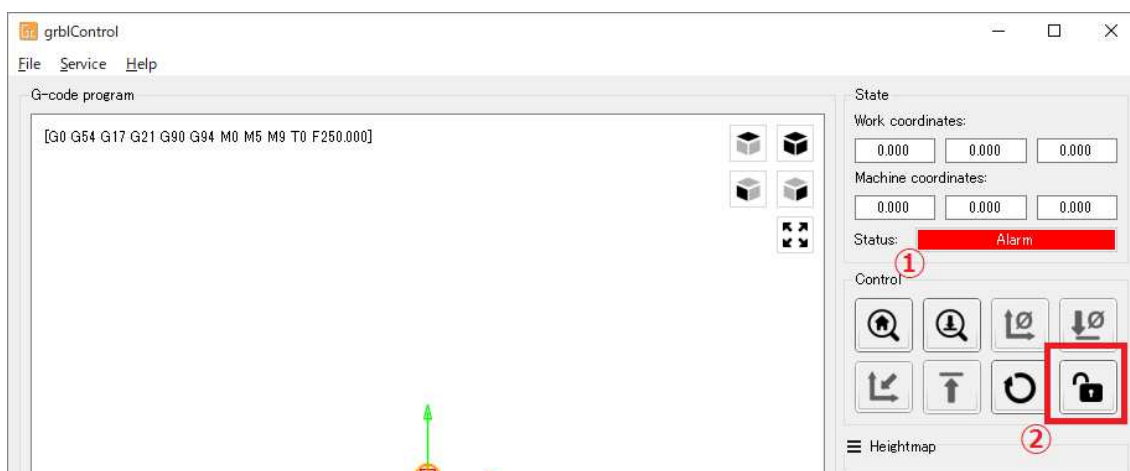 grblControl
File Service Help
G-code program
[G0 G54 G17 G21 G90 G94 M0 M5 M9 T0 F250.000]
State
Work coordinates:
0.000 0.000 0.000
Machine coordinates:
0.000 0.000 0.000
Status: Alarm
①
Control
②
Heightmap